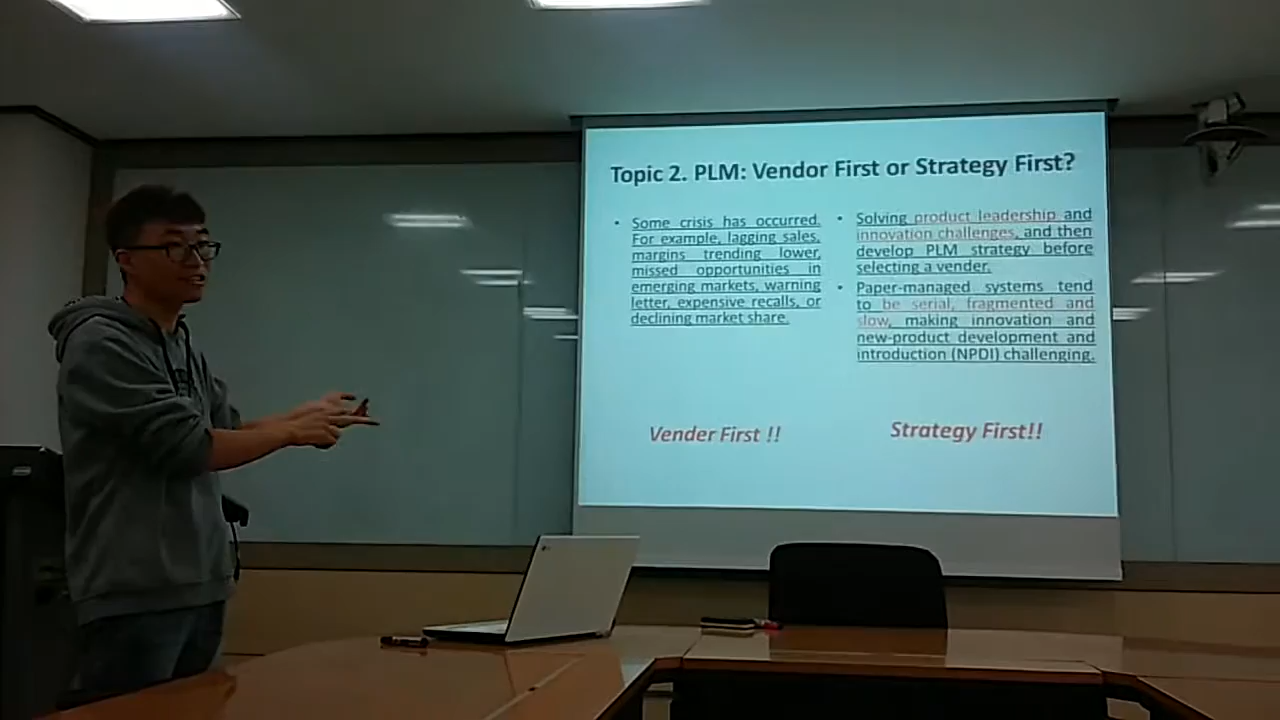 Topic 2. PLM: Vendor First or Strategy First?
• Some crisis has occurred.
For example, lagging sales,
margins trending lower,
missed opportunities in
emerging markets, warning
letter, expensive recalls, or
declining market share.
Vender First !!
• Solving product leadership and
innovation challenges, and then
develop PLM strategy before
selecting a vender.
• Paper-managed systems tend
to be serial, fragmented and
slow, making innovation and
new-product development and
introduction (NPDI) challenging.
Strategy First!!